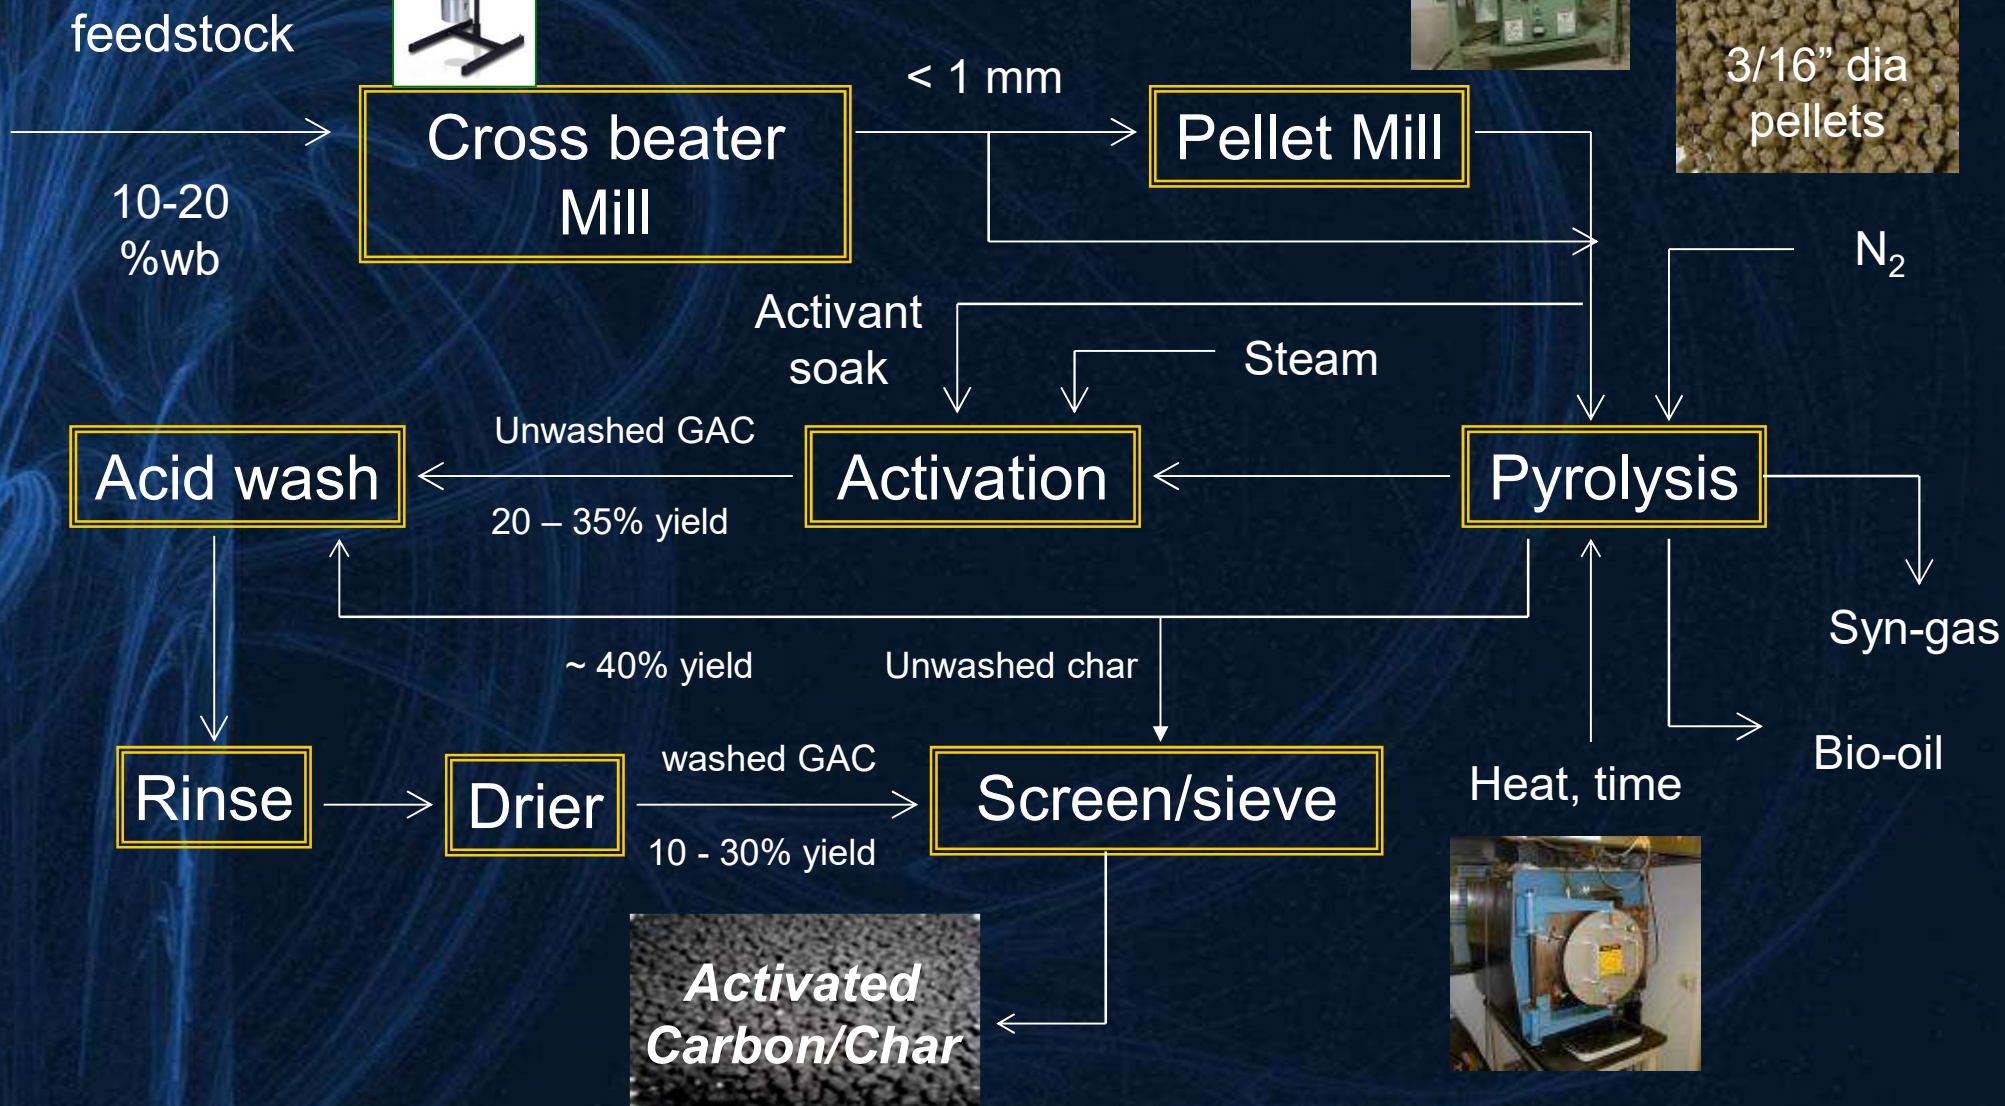 feedstock
< 1 mm
3/16” dia
pellets
Cross beater
Mill
Pellet Mill
10-20
%wb
N₂
Activant
soak
Steam
Unwashed GAC
Acid wash
Activation
Pyrolysis
20 – 35% yield
Syn-gas
~ 40% yield
Unwashed char
Bio-oil
washed GAC
Heat, time
Rinse
Drier
Screen/sieve
10 - 30% yield
Activated
Carbon/Char